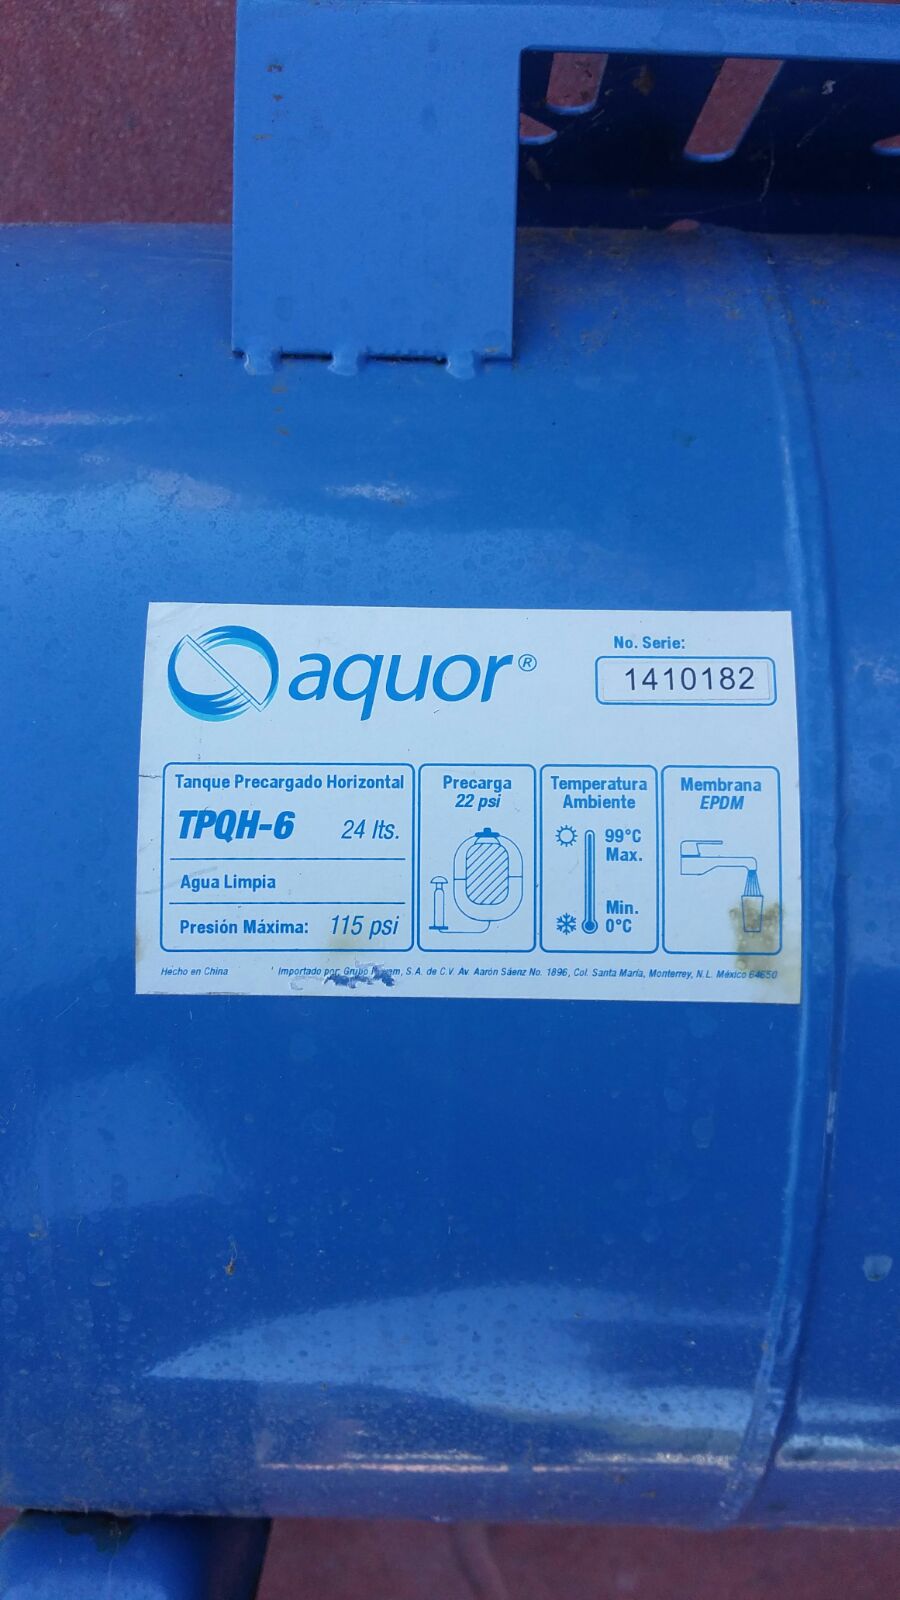 aquor®
No. Serie:
1410182
Tanque Precargado Horizontal
TPQH-6 24 lts.
Agua Limpia
Presión Máxima: 115 psi
Precarga
22 psi
Temperatura
Ambiente
99°C
Max.
Min.
0°C
Membrana
EPDM
Hecho en China
Importado por: Grupo S.A. de C.V Av. Aarón Sáenz No. 1896, Col. Santa María, Monterrey, N.L. México 64650